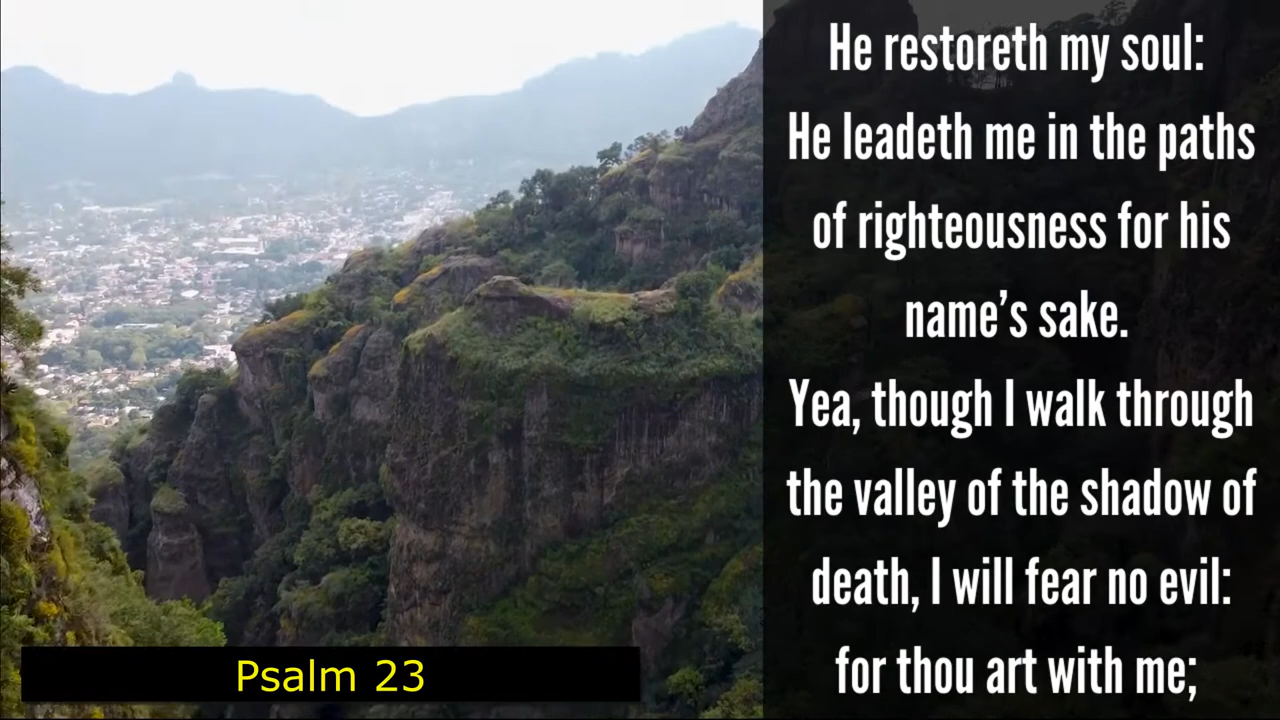 He restoreth my soul:
He leadeth me in the paths
of righteousness for his
name’s sake.
Yea, though I walk through
the valley of the shadow of
death, I will fear no evil:
for thou art with me;
Psalm 23